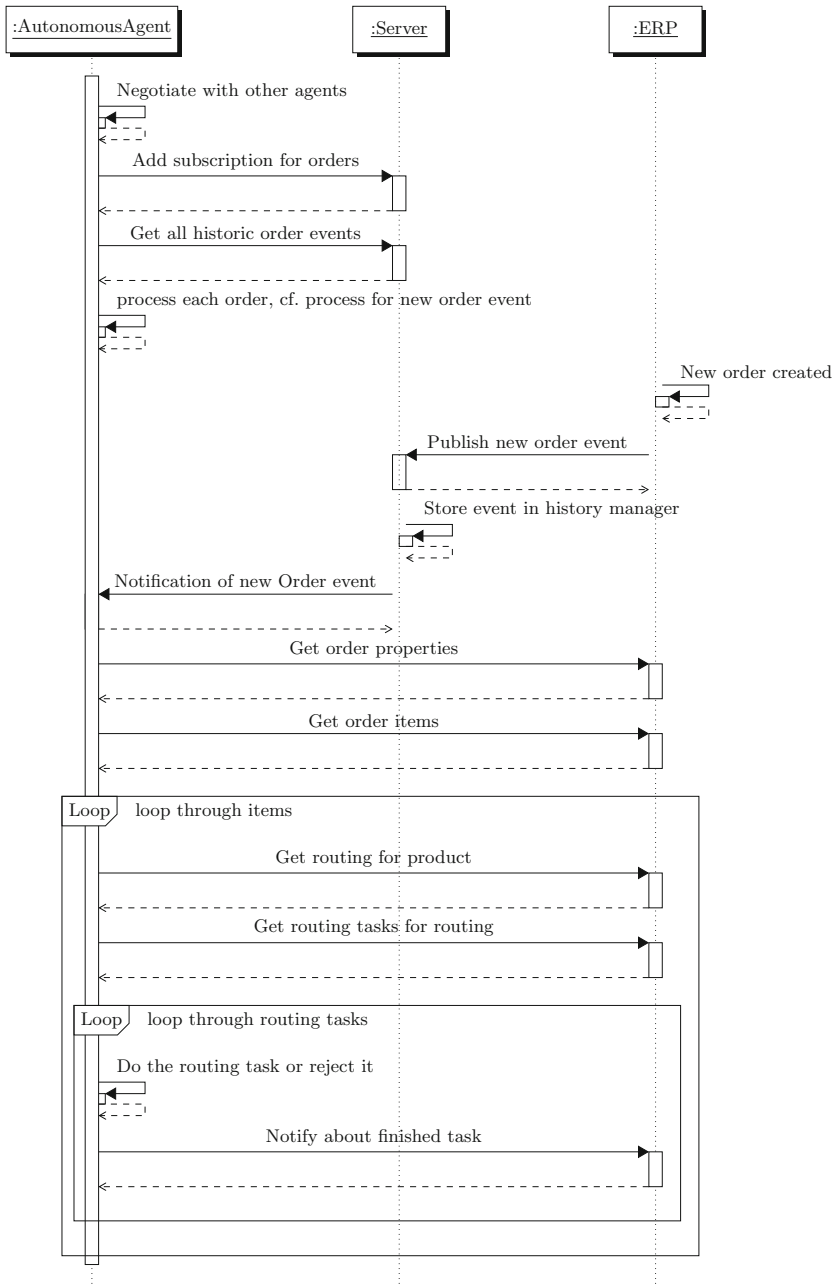 :AutonomousAgent
:Server
:ERP
Negotiate with other agents
Add subscription for orders
Get all historic order events
process each order, cf. process for new order event
New order created
Publish new order event
Store event in history manager
Notification of new Order event
Get order properties
Get order items
Loop
loop through items
Get routing for product
Get routing tasks for routing
Loop
loop through routing tasks
Do the routing task or reject it
Notify about finished task